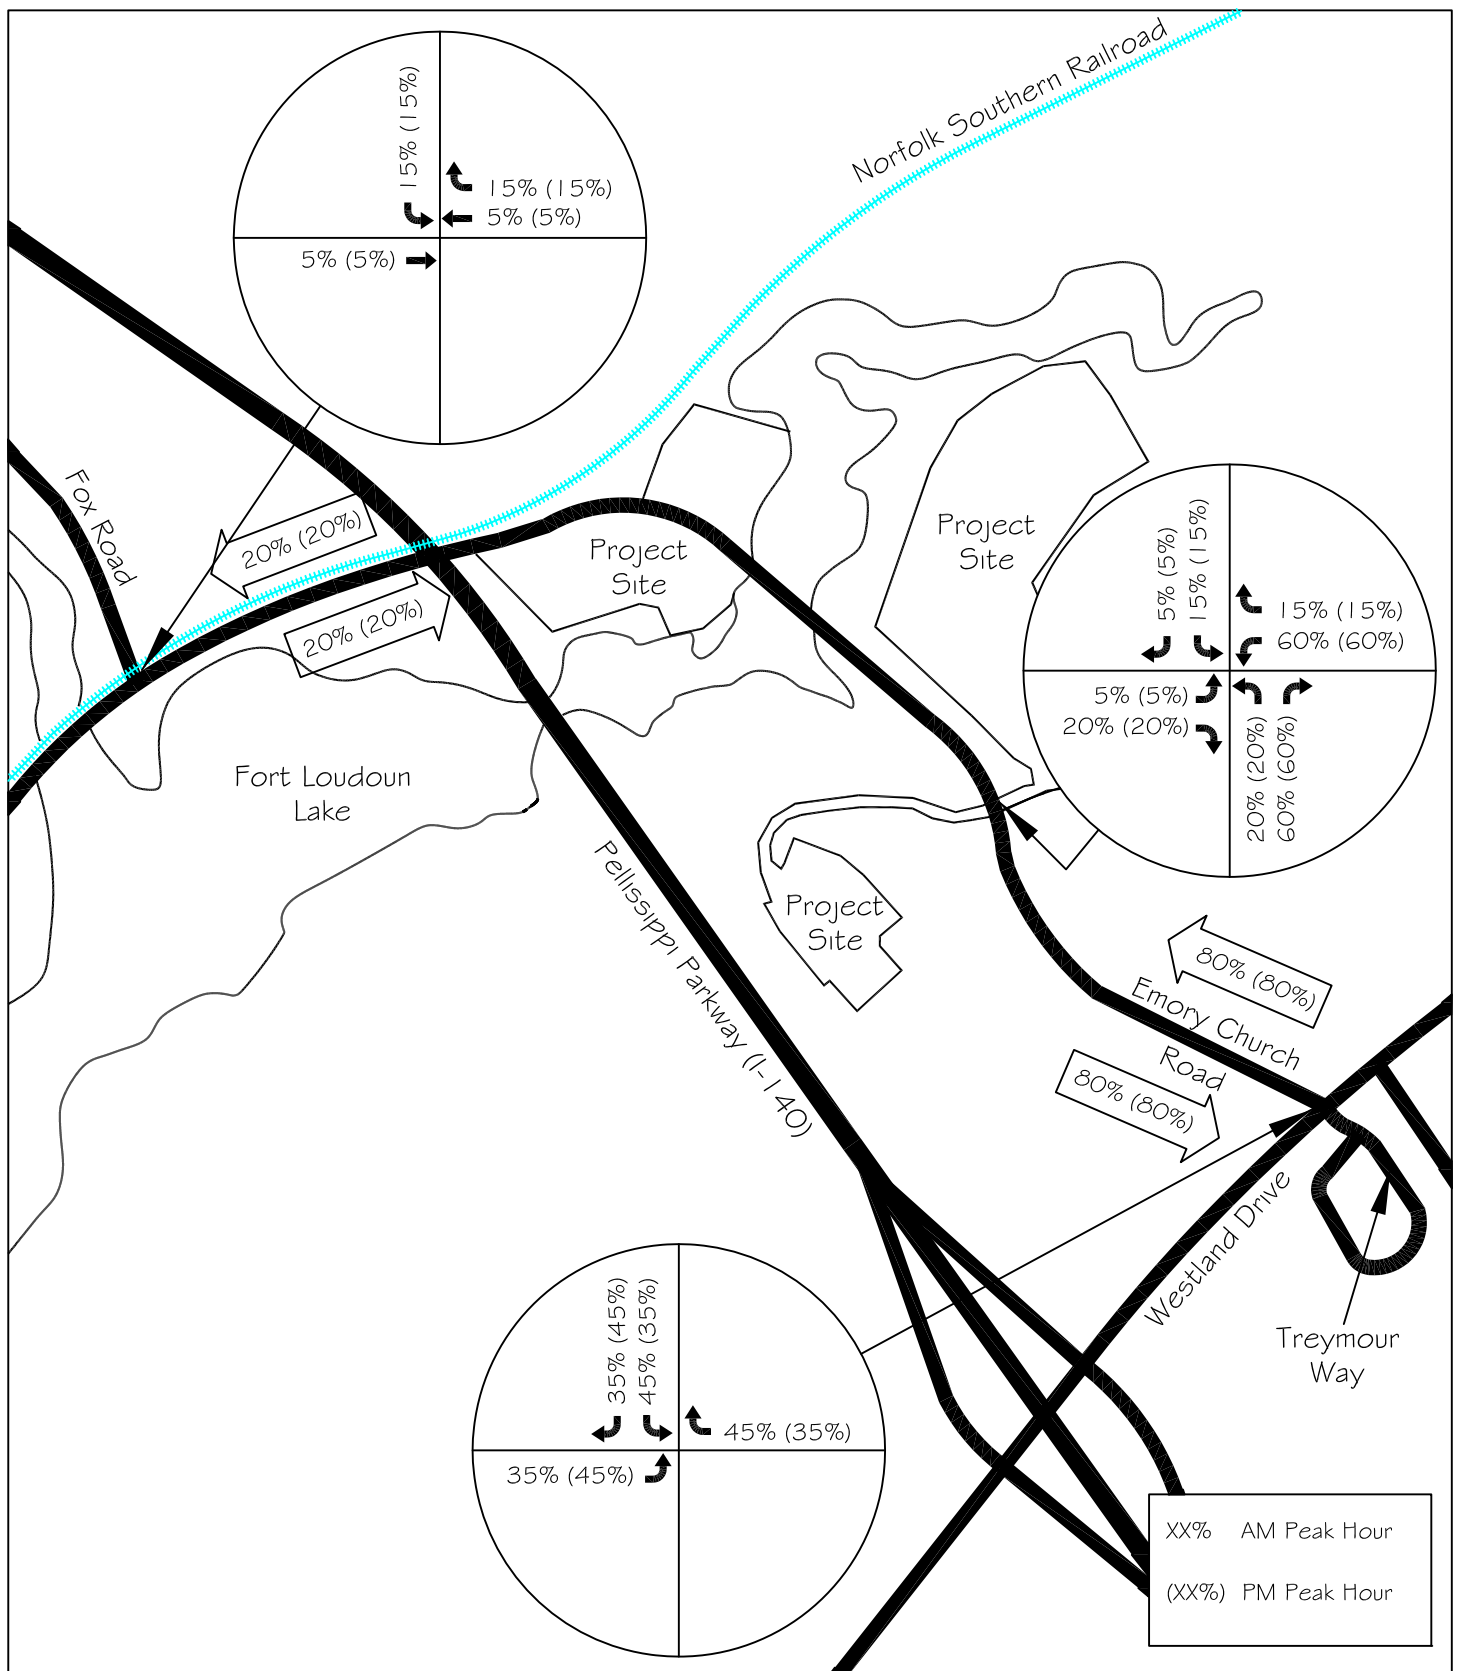 Norfolk Southern Railroad
15% (15%)
15% (15%)
5% (5%)
5% (5%)
Fox Road
20% (20%)
20% (20%)
Project
Site
Project
Site
5% (5%)
15% (15%)
15% (15%)
60% (60%)
5% (5%)
20% (20%)
20% (20%)
60% (60%)
Fort Loudoun
Lake
Pellissippi Parkway (I-140)
Project
Site
80% (80%)
Emory Church
Road
80% (80%)
Westland Drive
Treymour
Way
35% (45%)
45% (35%)
45% (35%)
35% (45%)
XX% AM Peak Hour
(XX%) PM Peak Hour